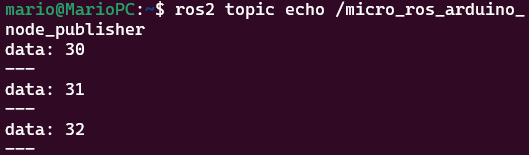 mario@MarioPC:~$ ros2 topic echo /micro_ros_arduino_
node_publisher
data: 30
---
data: 31
---
data: 32
---